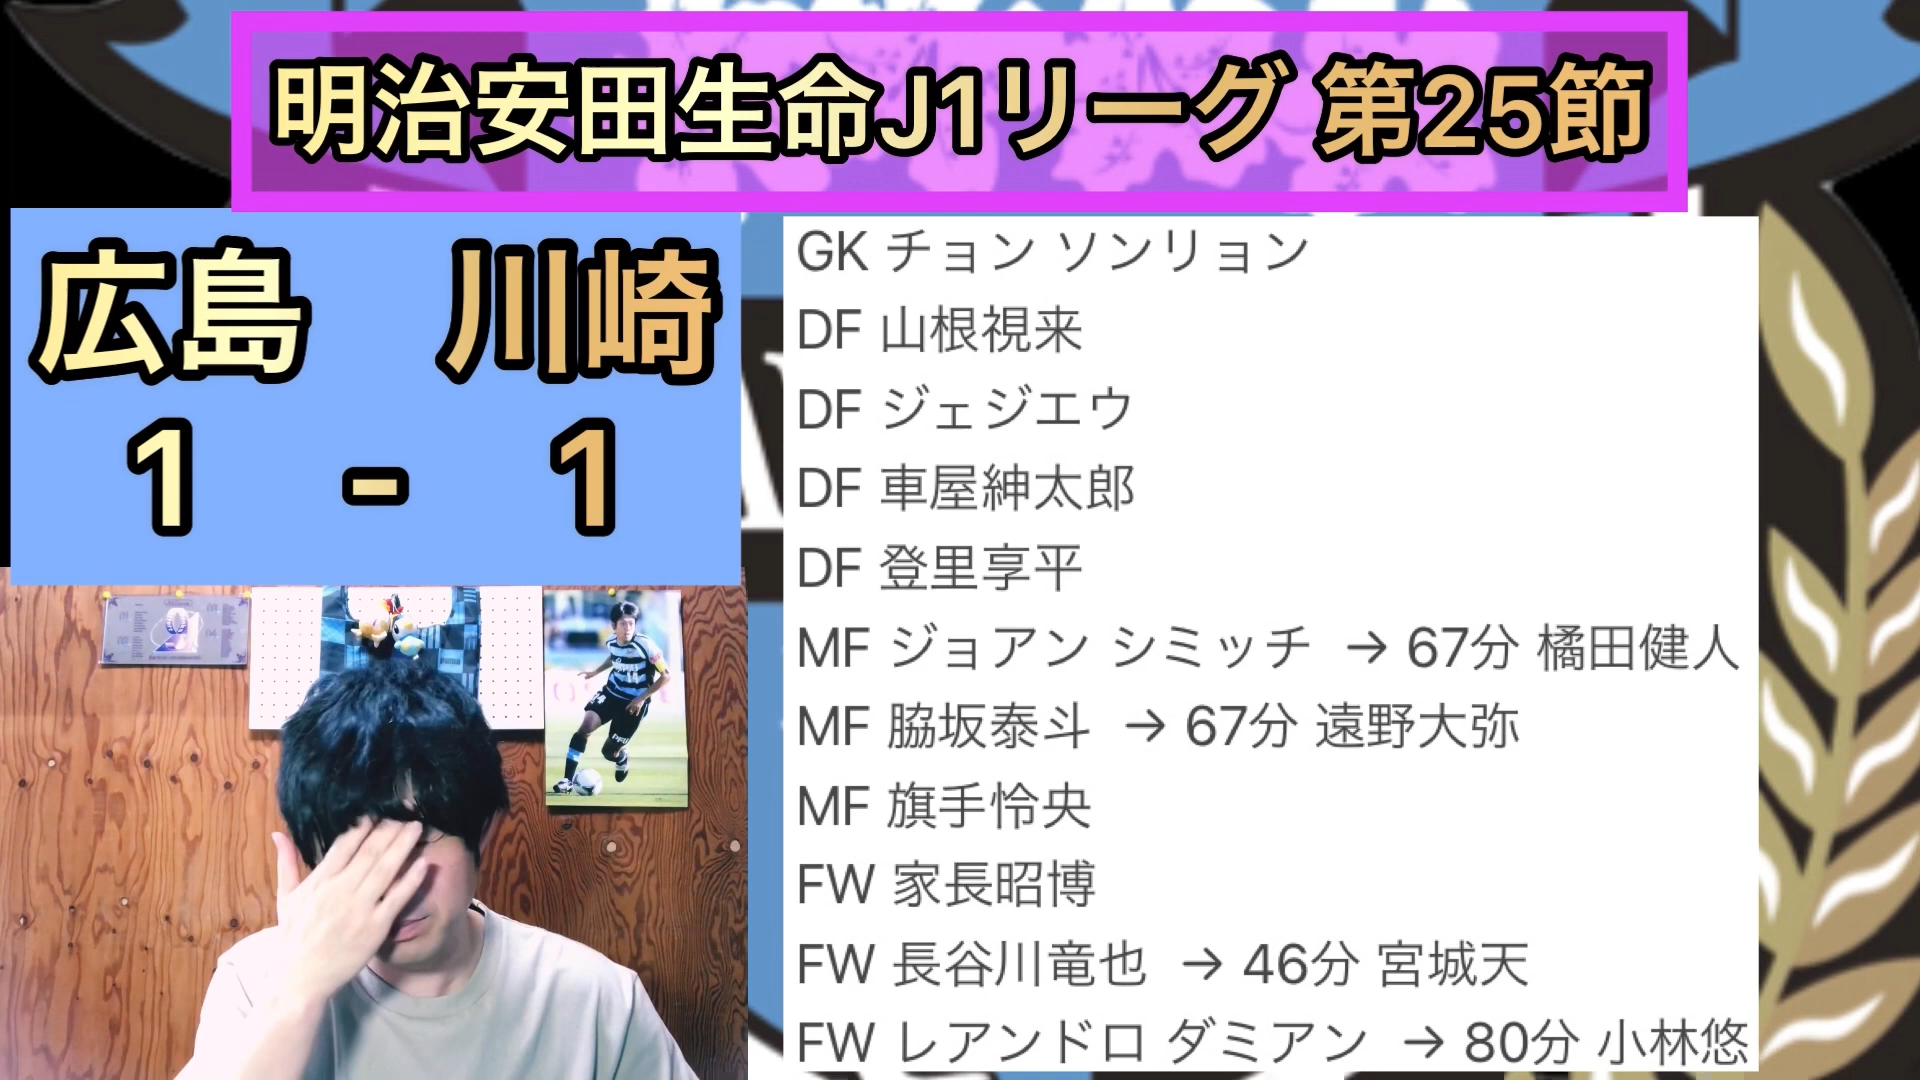 明治安田生命J1リーグ 第25節
広島 川崎
1 - 1
GK チョン ソンリョン
DF 山根視来
DF ジェジエウ
DF 車屋紳太郎
DF 登里享平
MF ジョアン シミッチ → 67分 橘田健人
MF 脇坂泰斗 → 67分 遠野大弥
MF 旗手怜央
FW 家長昭博
FW 長谷川竜也 → 46分 宮城天
FW レアンドロ ダミアン → 80分 小林悠